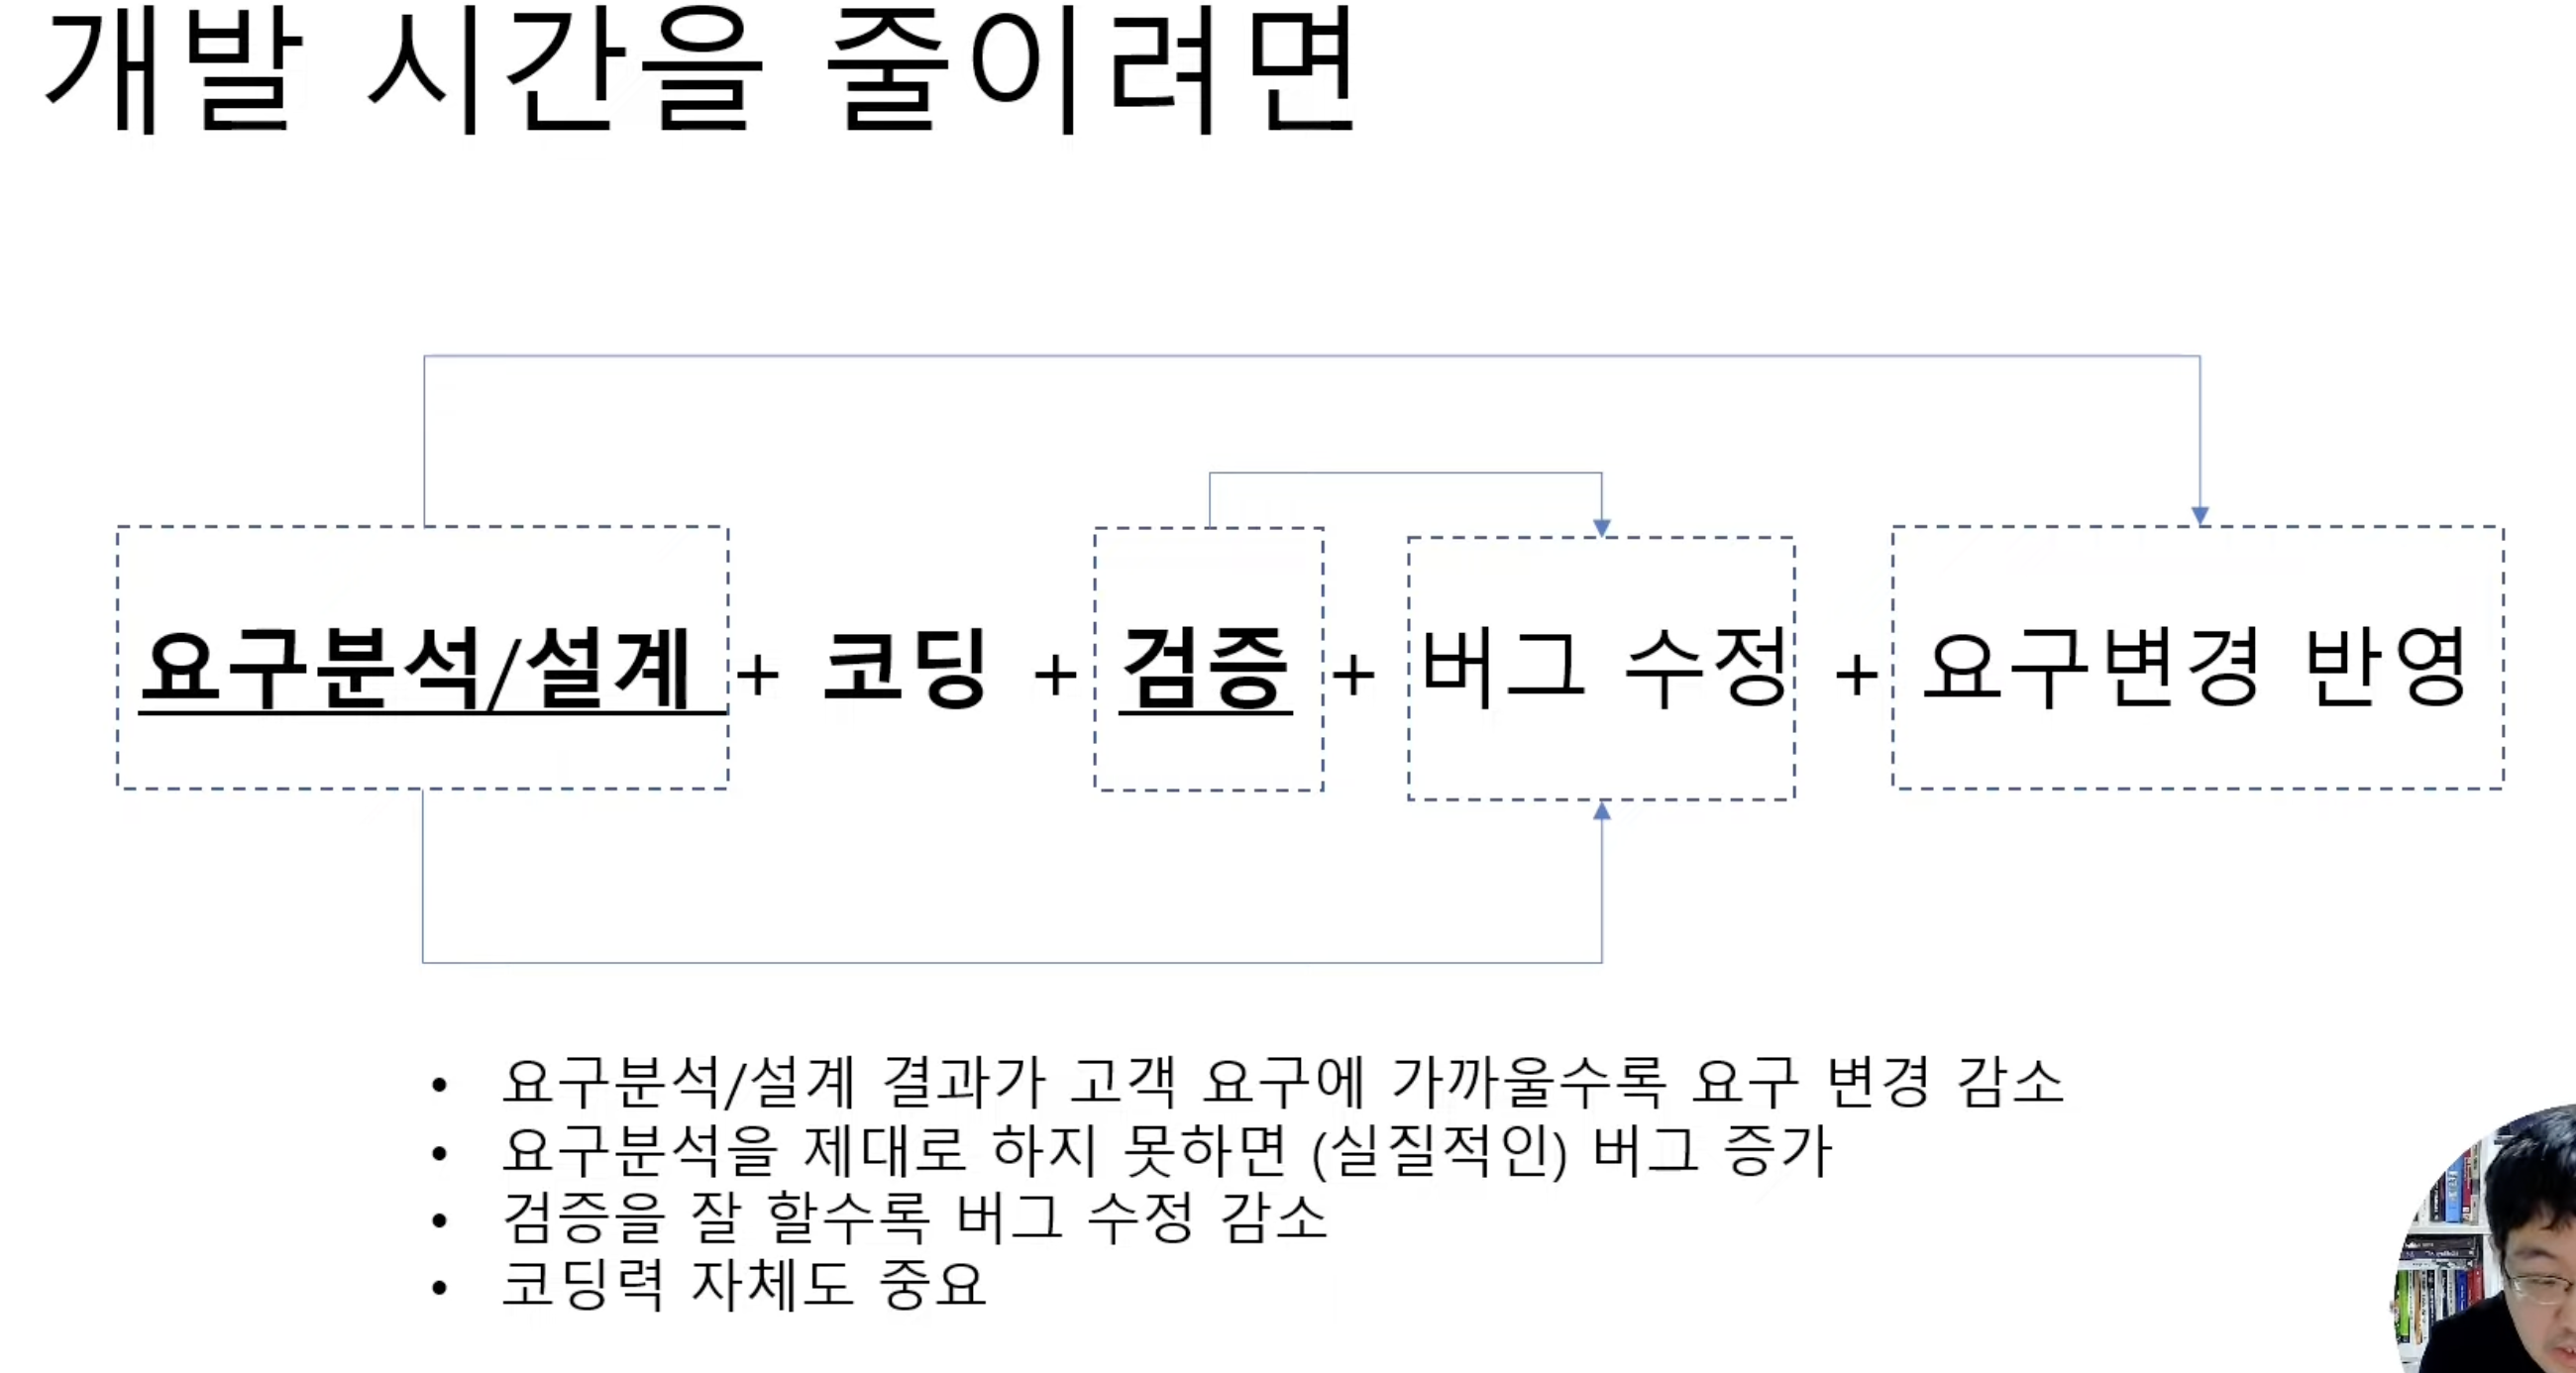 개발 시간을 줄이려면
요구분석/설계 + 코딩 + 검증 + 버그 수정 + 요구변경 반영
• 요구분석/설계 결과가 고객 요구에 가까울수록 요구 변경 감소
• 요구분석을 제대로 하지 못하면 (실질적인) 버그 증가
• 검증을 잘 할수록 버그 수정 감소
• 코딩력 자체도 중요